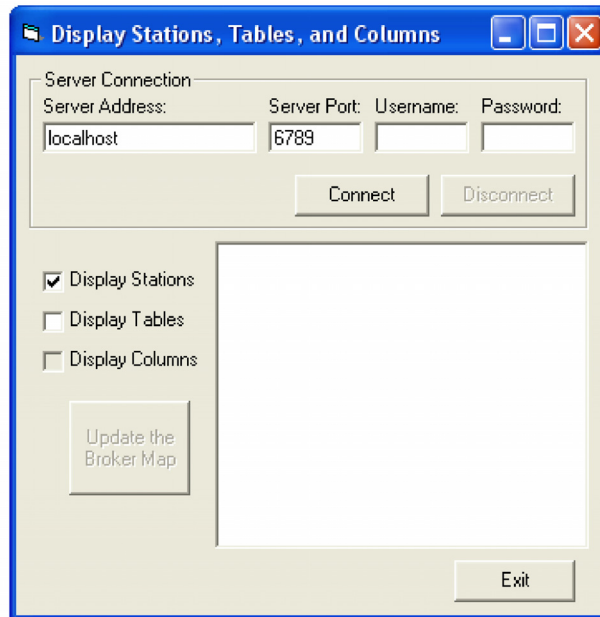 Display Stations, Tables, and Columns
Server Connection
Server Address: Server Port: Username: Password:
localhost 6789
Connect Disconnect
Display Stations
Display Tables
Display Columns
Update the
Broker Map
Exit